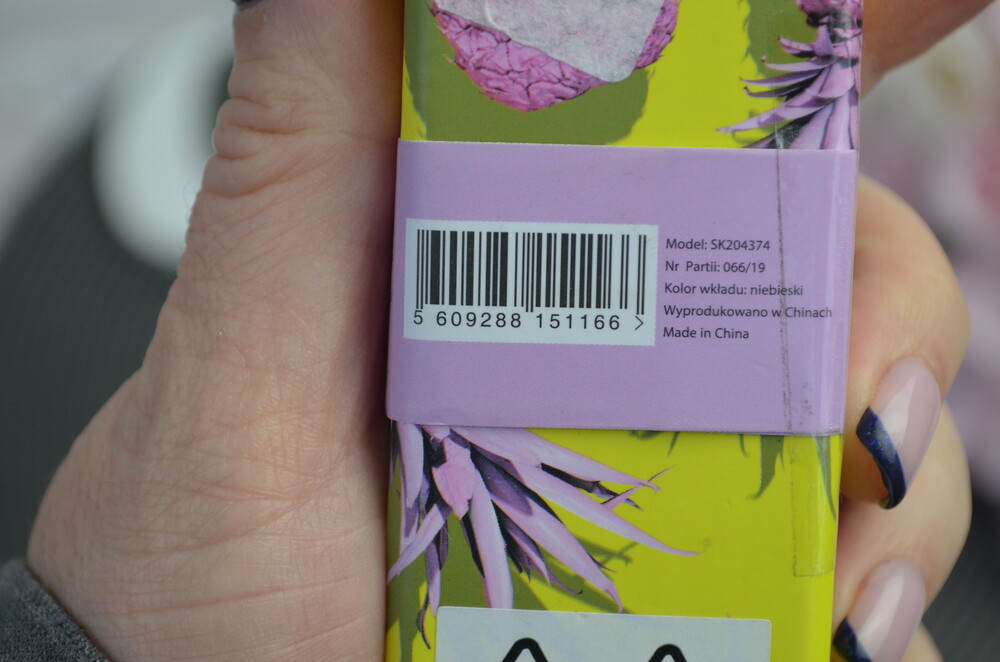 5 609288 151166 >
Model: SK204374
Nr Partii: 066/19
Kolor wkładu: niebieski
Wyprodukowano w Chinach
Made in China